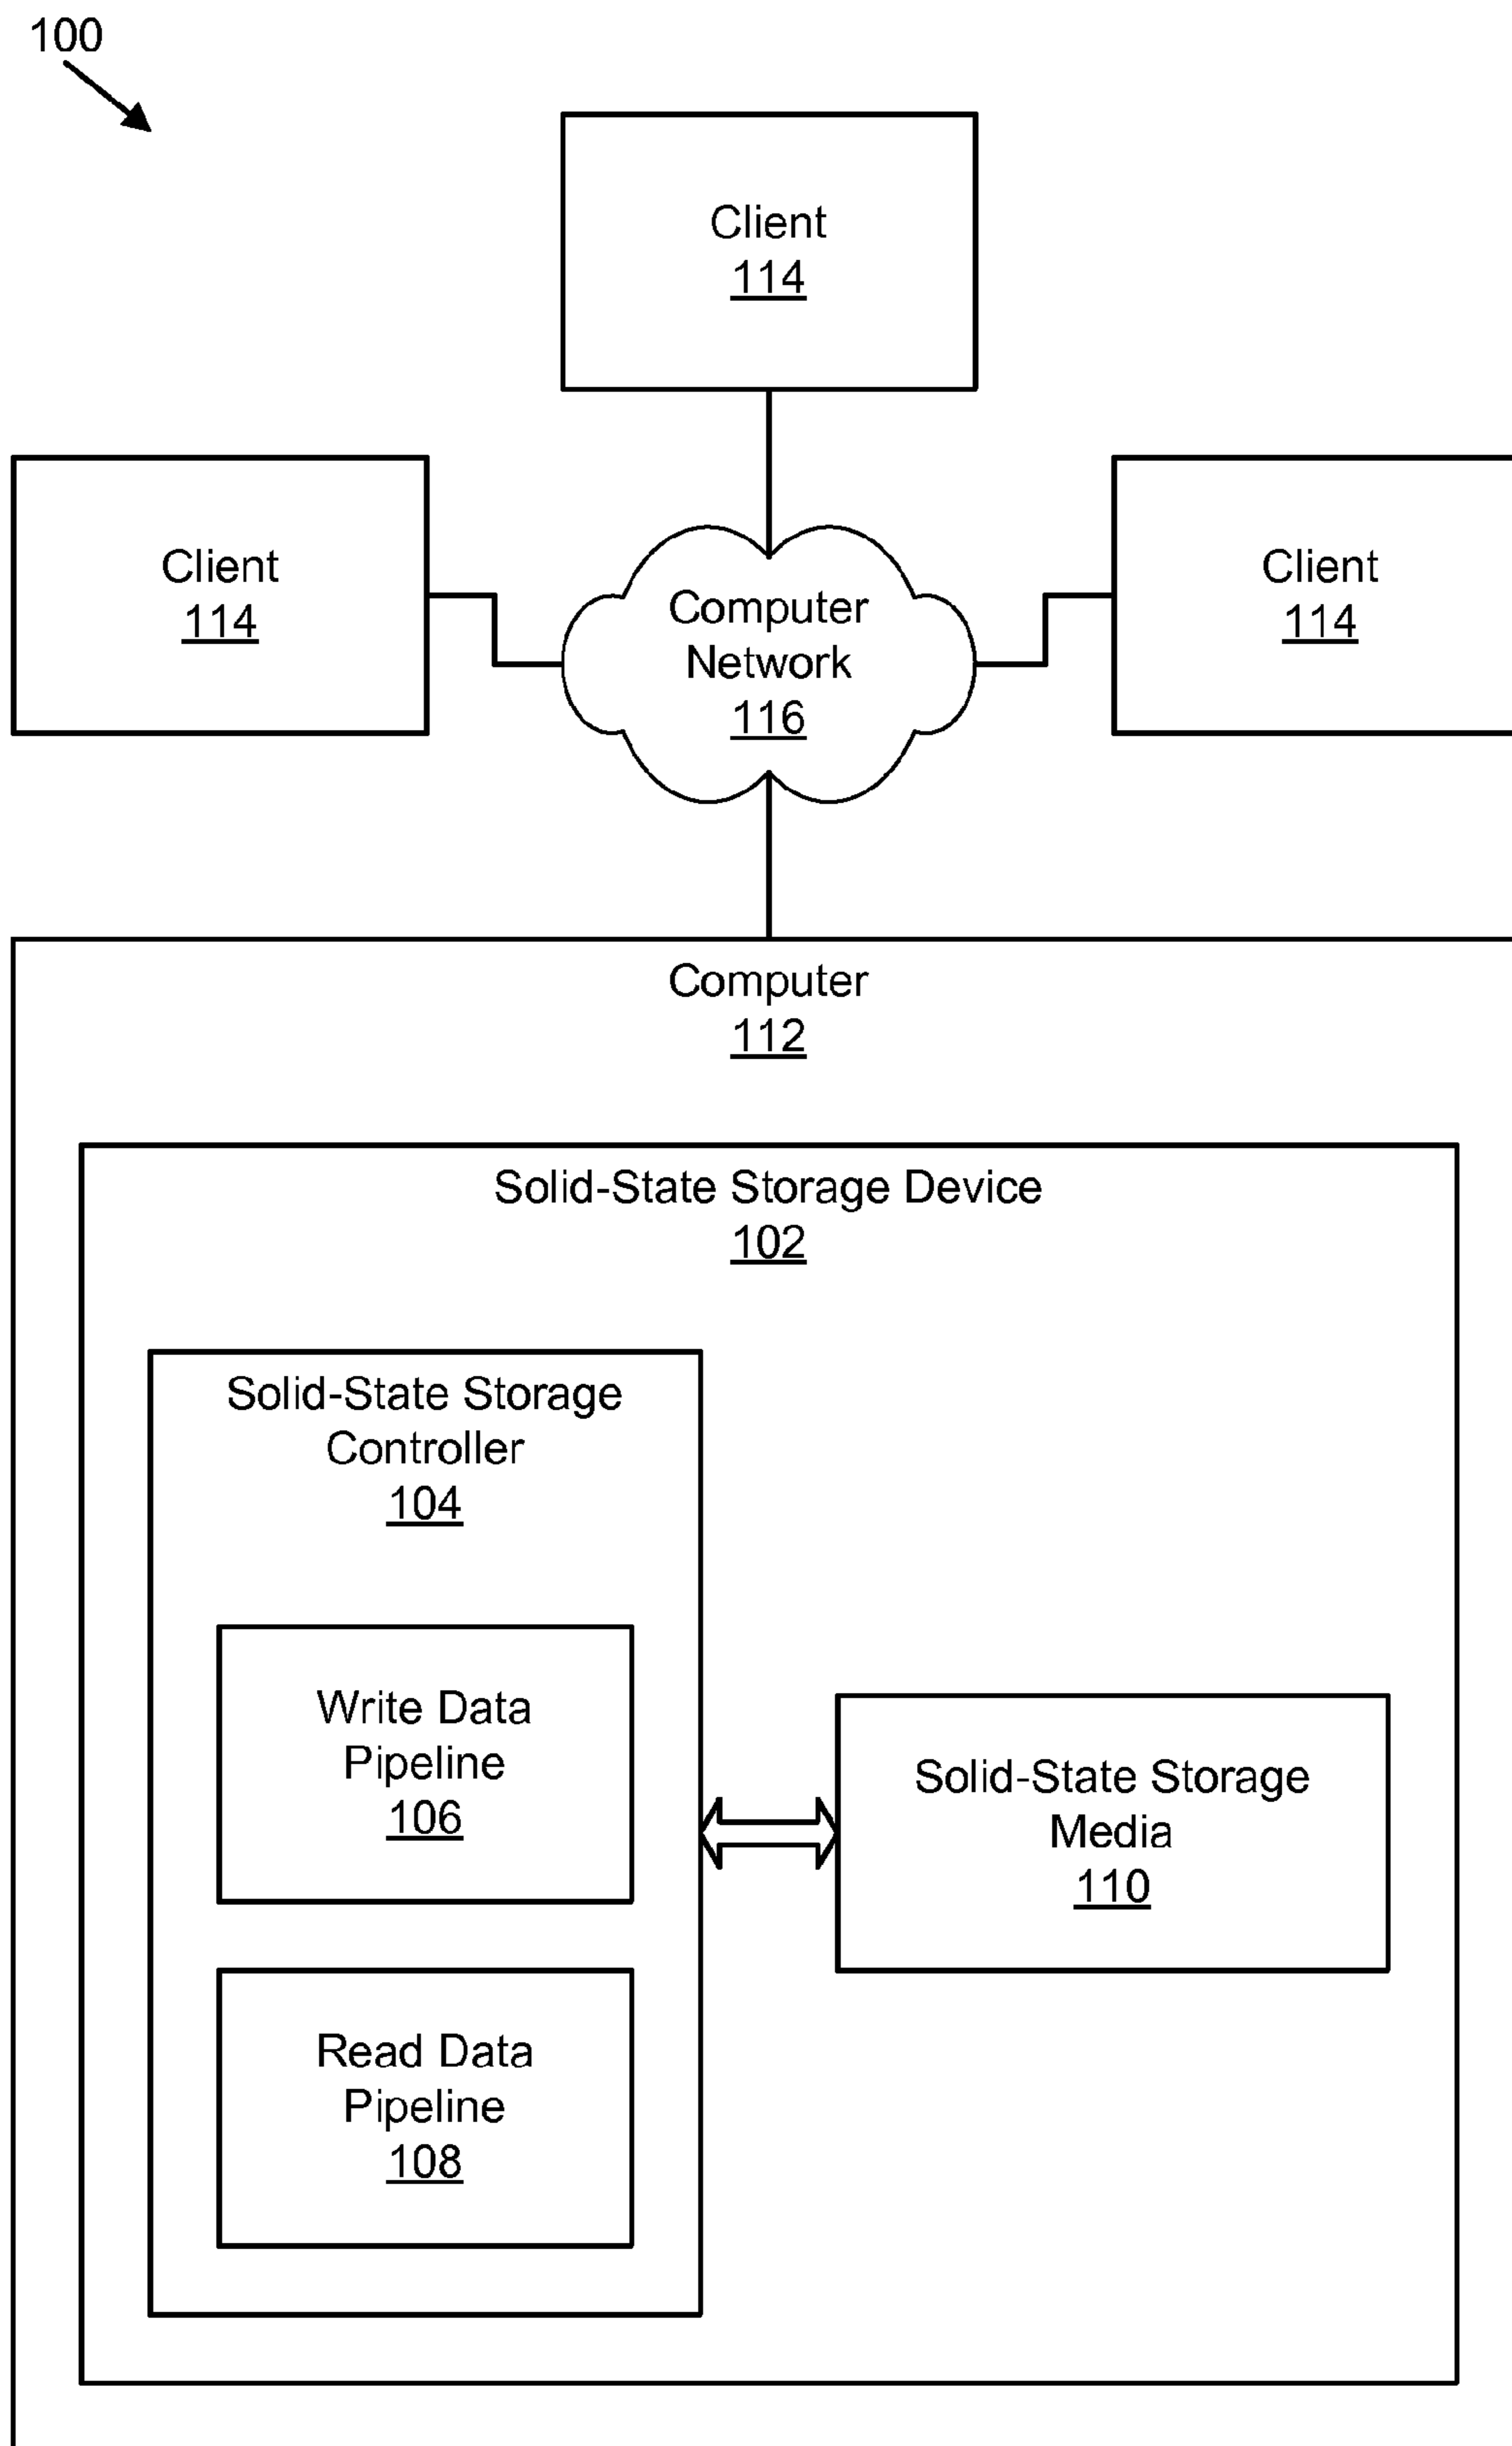 100
Client
114
Client
114
Computer
Network
116
Client
114
Computer
112
Solid-State Storage Device
102
Solid-State Storage
Controller
104
Write Data
Pipeline
106
Solid-State Storage
Media
110
Read Data
Pipeline
108